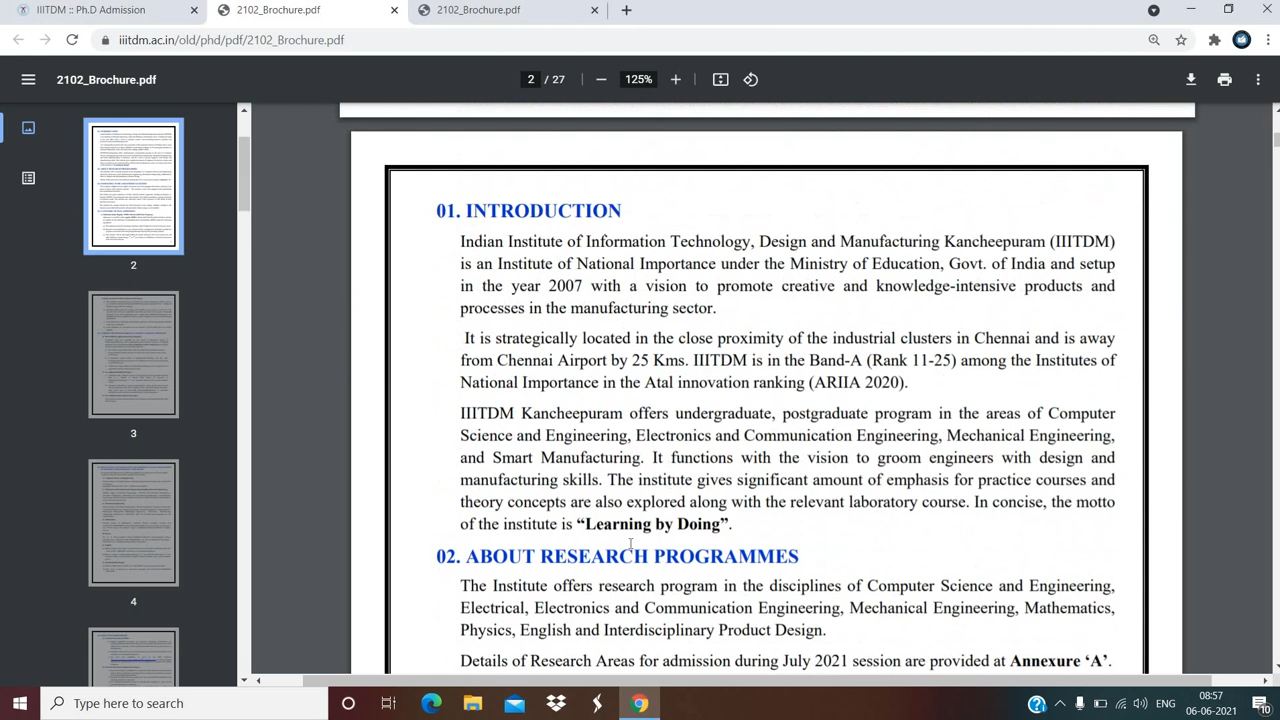 IIITDM :: Ph.D Admission
2102_Brochure.pdf
2102_Brochure.pdf
iiitdm.ac.in/old/phd/pdf/2102_Brochure.pdf
2102_Brochure.pdf
2 / 27
125%
2
3
4
01. INTRODUCTION
Indian Institute of Information Technology, Design and Manufacturing Kancheepuram (IIITDM)
is an Institute of National Importance under the Ministry of Education, Govt. of India and setup
in the year 2007 with a vision to promote creative and knowledge-intensive products and
processes in the manufacturing sector.
It is strategically located in the close proximity of the industrial clusters in Chennai and is away
from Chennai Airport by 25 Kms. IIITDM is in the Band-A (Rank 11-25) among the Institutes of
National Importance in the Atal innovation ranking (ARIIA 2020).
IIITDM Kancheepuram offers undergraduate, postgraduate program in the areas of Computer
Science and Engineering, Electronics and Communication Engineering, Mechanical Engineering,
and Smart Manufacturing. It functions with the vision to groom engineers with design and
manufacturing skills. The institute gives significant amount of emphasis for practice courses and
theory concepts are also explored along with the relevant laboratory course. In concise, the motto
of the institute is “Learning by Doing”.
02. ABOUT RESEARCH PROGRAMMES
The Institute offers research program in the disciplines of Computer Science and Engineering,
Electrical, Electronics and Communication Engineering, Mechanical Engineering, Mathematics,
Physics, English and Interdisciplinary Product Design.
for admission during July 2021 session are provided at Annexure ‘A’.
Type here to search
ENG
08:57
06-06-2021
10